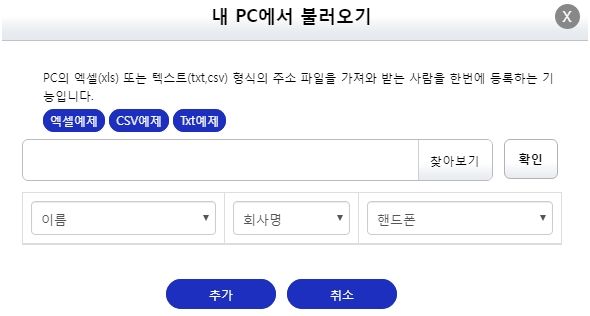 내 PC에서 불러오기
X
PC의 엑셀(xls) 또는 텍스트(txt,csv) 형식의 주소 파일을 가져와 받는 사람을 한번에 등록하는 기
능입니다.
엑셀예제 CSV예제 Txt예제
찾아보기 확인
이름 회사명 핸드폰
추가 취소